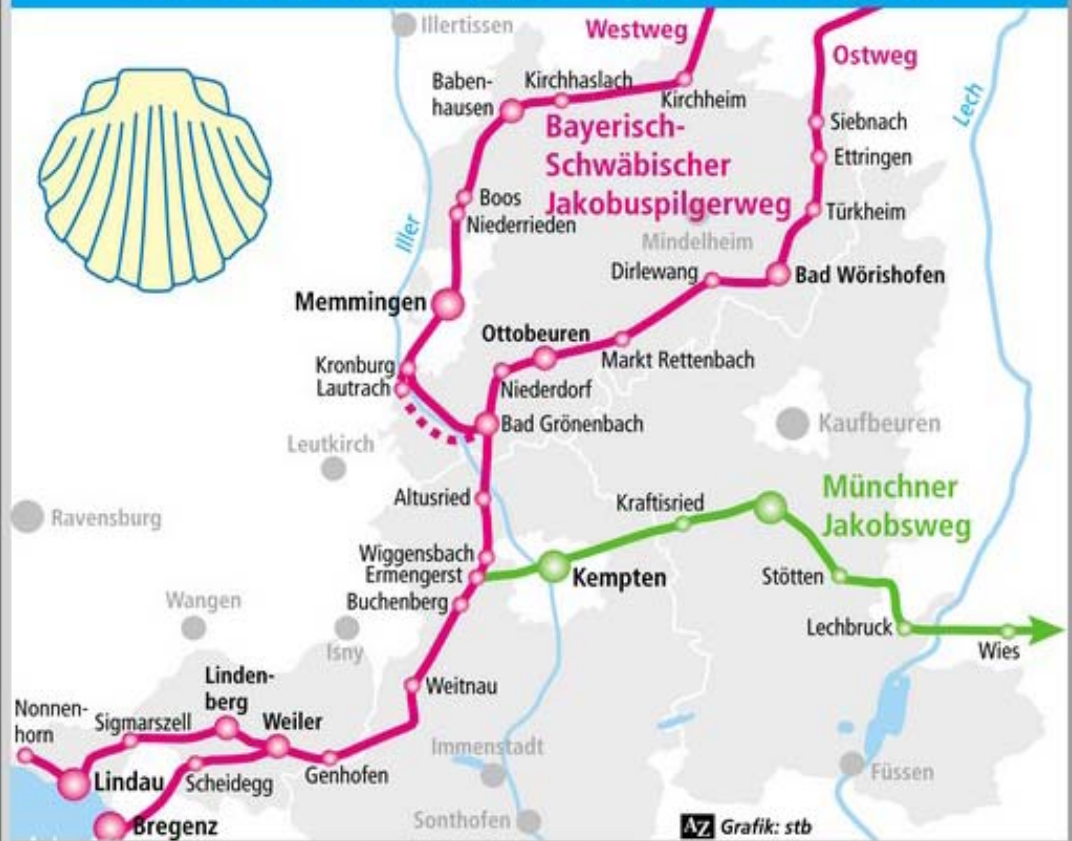 Illertissen
Westweg
Ostweg
Baben-
hausen
Kirchhaslach
Kirchheim
Lech
Siebnach
Ettringen
Bayerisch-
Schwäbischer
Jakobuspilgerweg
Boos
Niederrieden
Türkheim
Iller
Mindelheim
Dirlewang
Bad Wörishofen
Memmingen
Ottobeuren
Markt Rettenbach
Kronburg
Lautrach
Niederdorf
Bad Grönenbach
Kaufbeuren
Leutkirch
Altusried
Kraftisried
Münchner
Jakobsweg
Ravensburg
Wiggensbach
Ermengerst
Kempten
Stötten
Buchenberg
Wangen
Isny
Lechbruck
Wies
Linden-
berg
Weitnau
Nonnen-
horn
Sigmarszell
Weiler
Immenstadt
Lindau
Scheidegg
Genhofen
Füssen
Bregenz
Sonthofen
AZ Grafik: stb